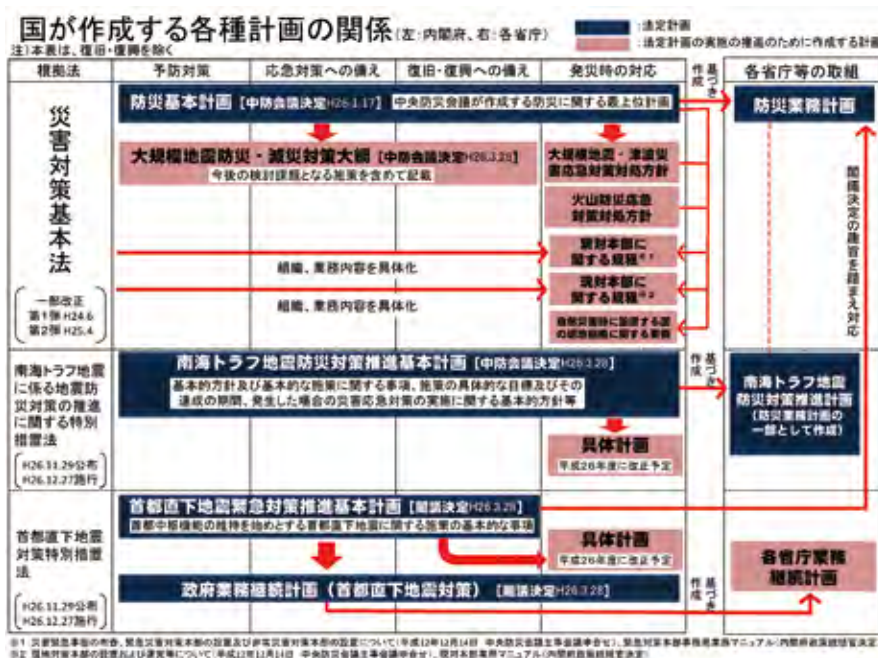 国が作成する各種計画の関係(左:内閣府、右:各省庁)
:法定計画
:法定計画の実施の推進のために作成する計画
注)本表は、復旧・復興を除く
根拠法
予防対策
応急対策への備え
復旧・復興への備え
発災時の対応
基づき
作成
各省庁等の取組
災害対策基本法
一部改正
第1弾 H24.6
第2弾 H25.4
防災基本計画 [中防会議決定H26.1.17]
中央防災会議が作成する防災に関する最上位計画
防災業務計画
大規模地震防災・減災対策大綱 [中防会議決定H26.3.28]
今後の検討課題となる施策を含めて記載
大規模地震・津波災
害応急対策対処方針
火山防災応急
対策対処方針
緊対本部に
関する規程※1
組織、業務内容を具体化
現対本部に
関する規程※2
組織、業務内容を具体化
閣議決定の趣旨を踏まえ対応
南海トラフ地震
に係る地震防
災対策の推進
に関する特別
措置法
H26.11.29公布
H26.12.27施行
南海トラフ地震防災対策推進基本計画 [中防会議決定H26.3.28]
基本的方針及び基本的な施策に関する事項、施策の具体的な目標及びその
達成の期間、発生した場合の災害応急対策の実施に関する基本的方針等
具体計画
平成26年度に改正予定
基づき
作成
南海トラフ地震
防災対策推進計画
(防災業務計画の
一部として作成)
首都直下地震
対策特別措置
法
H26.11.29公布
H26.12.27施行
首都直下地震緊急対策推進基本計画 [閣議決定H26.3.28]
首都中枢機能の維持を始めとする首都直下地震に関する施策の基本的な事項
具体計画
平成26年度に改正予定
政府業務継続計画(首都直下地震対策) [閣議決定H26.3.28]
基づき
作成
各省庁業務
継続計画